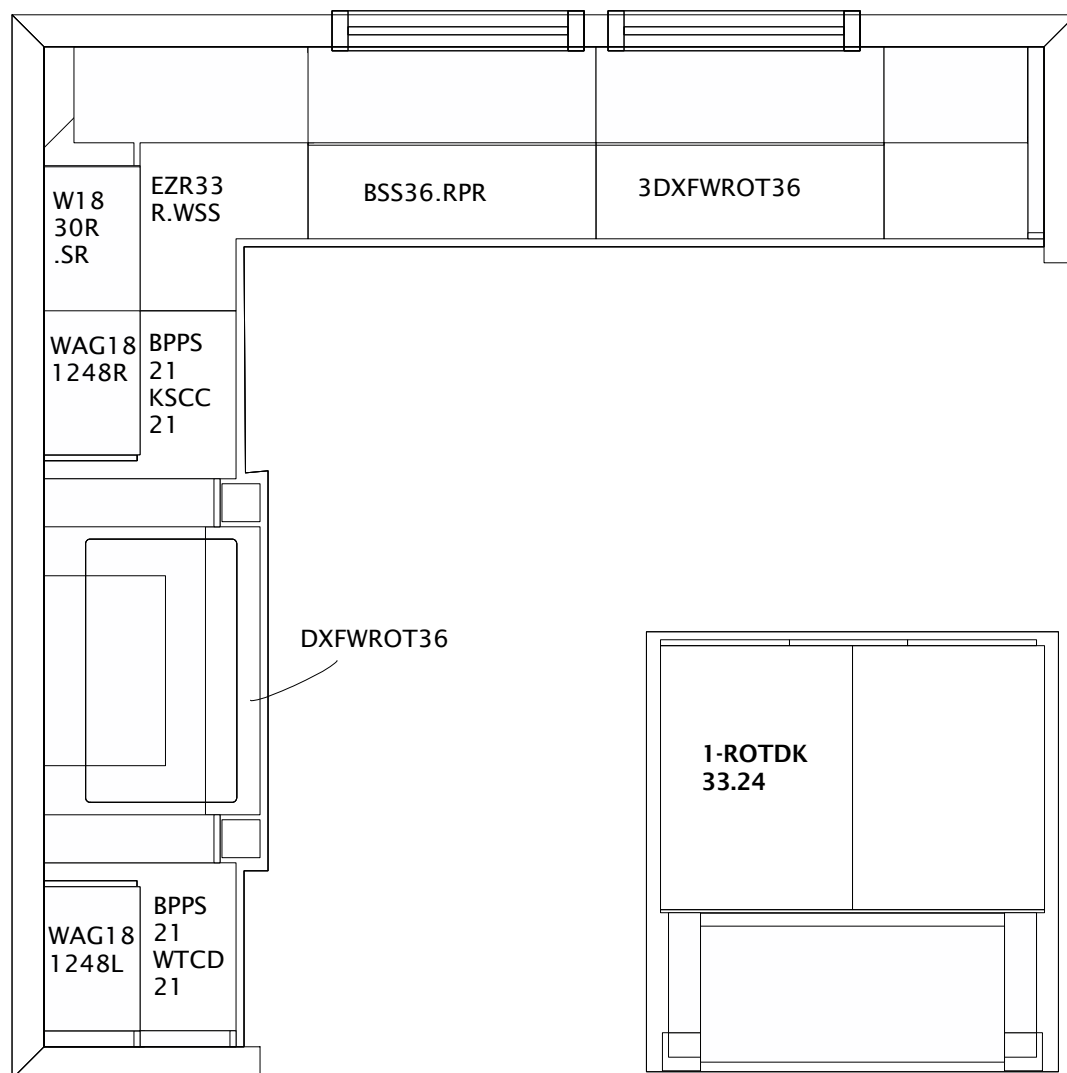 EZR33
R.WSS
BSS36.RPR
3DXFWROT36
W18
30R
.SR
WAG18
1248R
BPPS
21
KSCC
21
DXFWROT36
1-ROTDK
33.24
WAG18
1248L
BPPS
21
WTCD
21